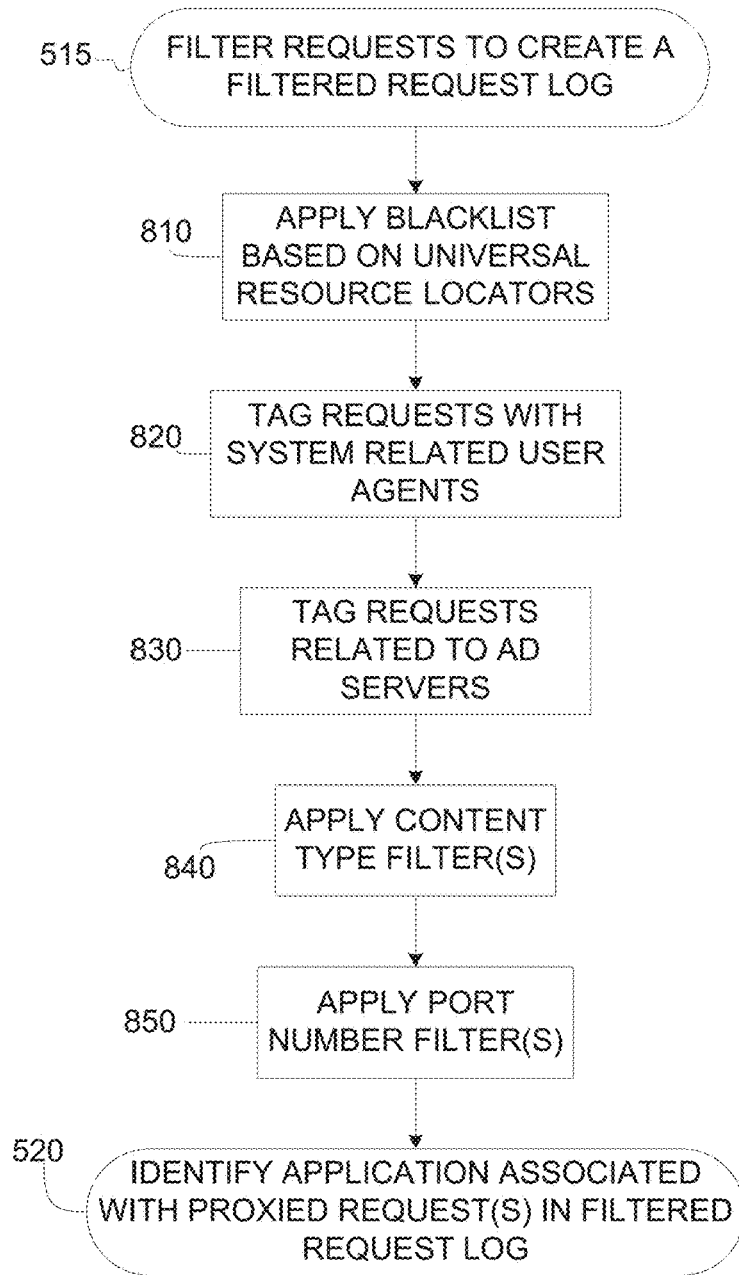 515
FILTER REQUESTS TO CREATE A
FILTERED REQUEST LOG
810
APPLY BLACKLIST
BASED ON UNIVERSAL
RESOURCE LOCATORS
820
TAG REQUESTS WITH
SYSTEM RELATED USER
AGENTS
830
TAG REQUESTS
RELATED TO AD
SERVERS
840
APPLY CONTENT
TYPE FILTER(S)
850
APPLY PORT
NUMBER FILTER(S)
520
IDENTIFY APPLICATION ASSOCIATED
WITH PROXIED REQUEST(S) IN FILTERED
REQUEST LOG